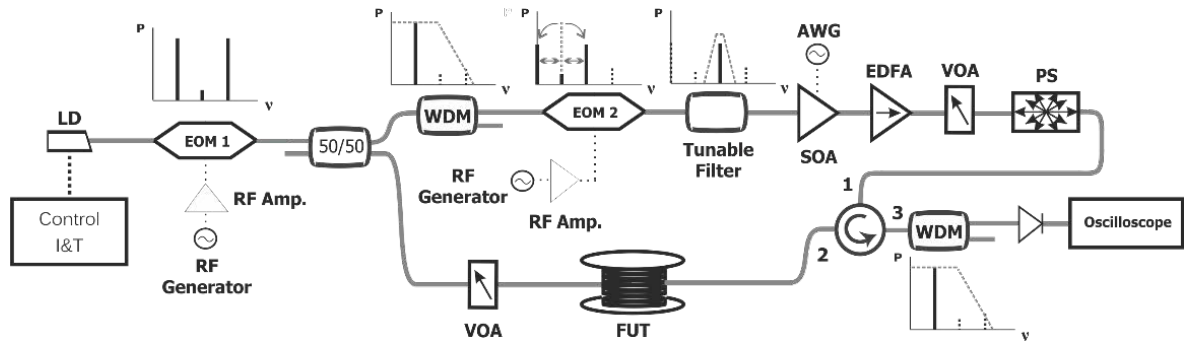 P
ν
P
ν
ν
P
ν
AWG
EDFA
VOA
PS
LD
EOM 1
50/50
WDM
EOM 2
Tunable
Filter
SOA
RF Amp.
RF
Generator
RF Amp.
Control
I&T
RF
Generator
1
2
3
WDM
Oscilloscope
VOA
FUT
P
ν